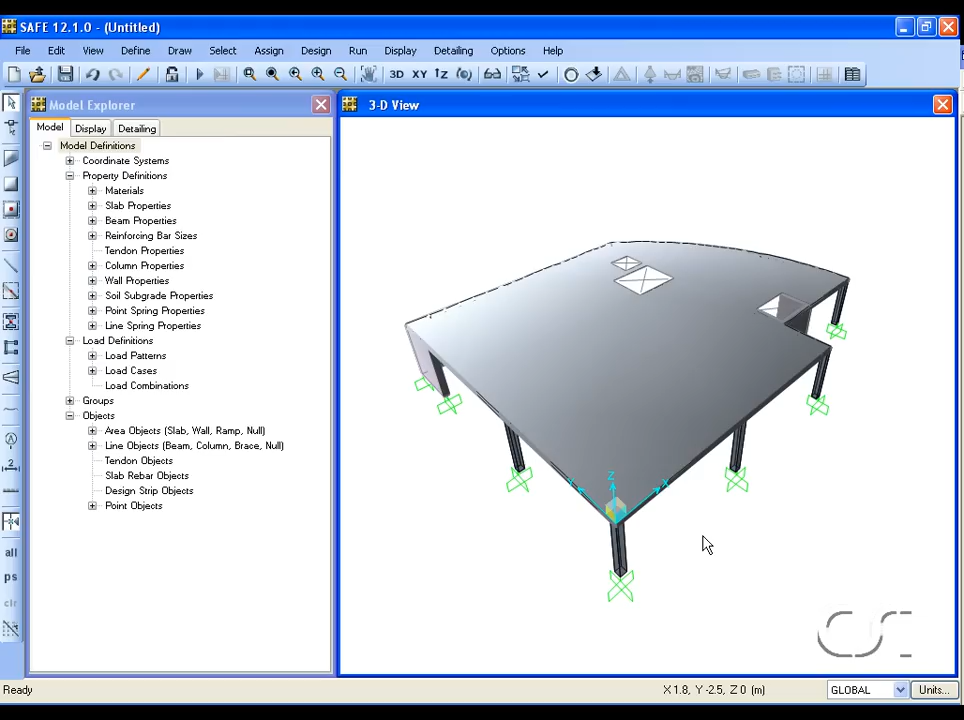 SAFE 12.1.0 - (Untitled)
File Edit View Define Draw Select Assign Design Run Display Detailing Options Help
3D XY
Model Explorer
3-D View
Model Display Detailing
Model Definitions
Coordinate Systems
Property Definitions
Materials
Slab Properties
Beam Properties
Reinforcing Bar Sizes
Tendon Properties
Column Properties
Wall Properties
Soil Subgrade Properties
Point Spring Properties
Line Spring Properties
Load Definitions
Load Patterns
Load Cases
Load Combinations
Groups
Objects
Area Objects (Slab, Wall, Ramp, Null)
Line Objects (Beam, Column, Brace, Null)
Tendon Objects
Slab Rebar Objects
Design Strip Objects
Point Objects
Z
X
all
ps
clr
CSI
Ready
X 1.8, Y -2.5, Z 0 (m)
GLOBAL
Units...